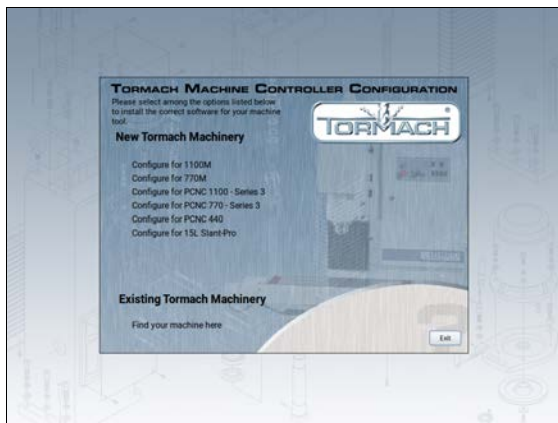 TORMACH MACHINE CONTROLLER CONFIGURATION
Please select among the options listed below
to install the correct software for your machine
tool.
TORMACH
New Tormach Machinery
Configure for 1100M
Configure for 770M
Configure for PCNC 1100 - Series 3
Configure for PCNC 770 - Series 3
Configure for PCNC 440
Configure for 15L Slant-Pro
Existing Tormach Machinery
Find your machine here
Exit